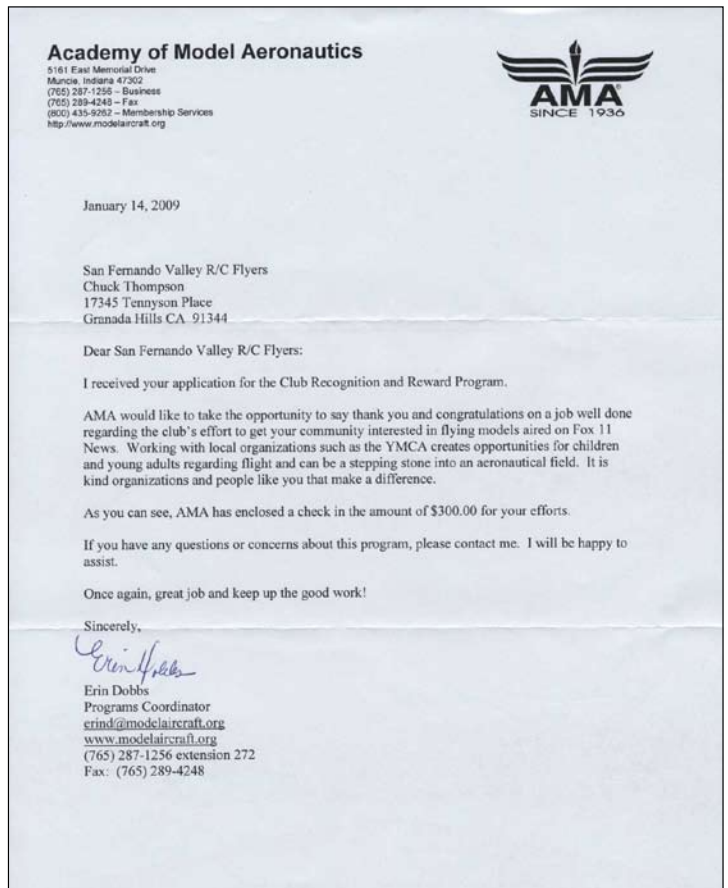 Academy of Model Aeronautics
5161 East Memorial Drive
Muncie, Indiana 47302
(765) 287-1256 – Business
(765) 289-4248 – Fax
(800) 435-9262 – Membership Services
http://www.modelaircraft.org
AMA®
SINCE 1936
January 14, 2009
San Fernando Valley R/C Flyers
Chuck Thompson
17345 Tennyson Place
Granada Hills CA 91344
Dear San Fernando Valley R/C Flyers:
I received your application for the Club Recognition and Reward Program.
AMA would like to take the opportunity to say thank you and congratulations on a job well done
regarding the club's effort to get your community interested in flying models aired on Fox 11
News. Working with local organizations such as the YMCA creates opportunities for children
and young adults regarding flight and can be a stepping stone into an aeronautical field. It is
kind organizations and people like you that make a difference.
As you can see, AMA has enclosed a check in the amount of $300.00 for your efforts.
If you have any questions or concerns about this program, please contact me. I will be happy to
assist.
Once again, great job and keep up the good work!
Sincerely,
Erin Dobbs
Erin Dobbs
Programs Coordinator
erind@modelaircraft.org
www.modelaircraft.org
(765) 287-1256 extension 272
Fax: (765) 289-4248